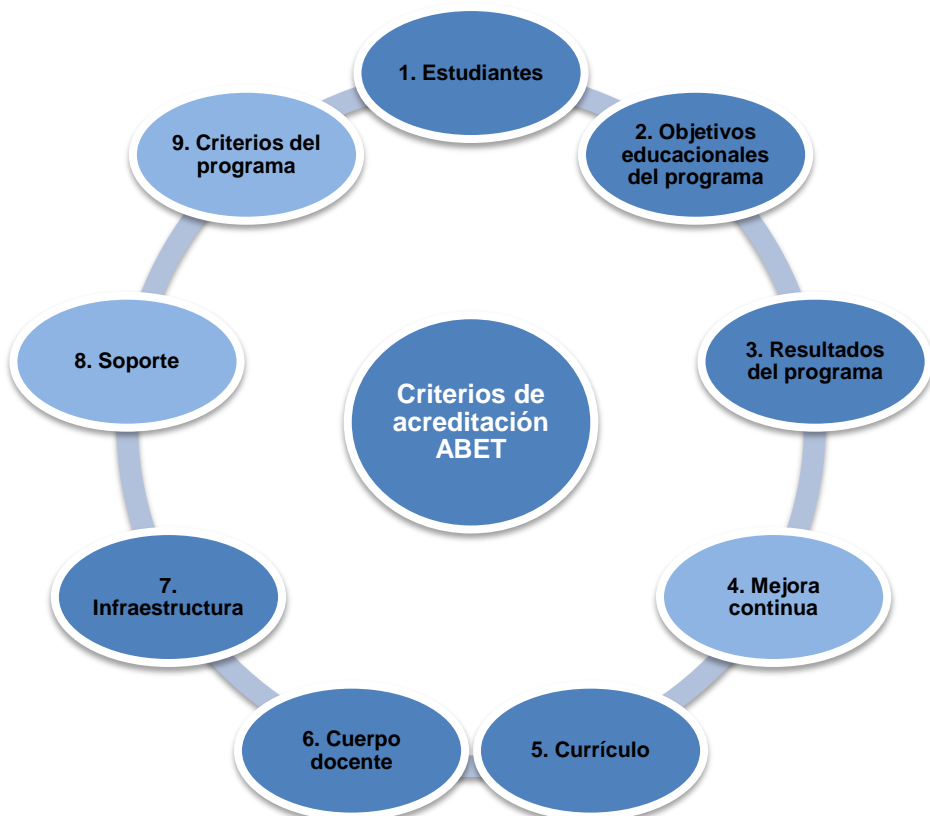 1. Estudiantes
2. Objetivos
educacionales
del programa
3. Resultados
del programa
4. Mejora
continua
5. Currículo
6. Cuerpo
docente
7.
Infraestructura
8. Soporte
9. Criterios del
programa
Criterios de
acreditación
ABET